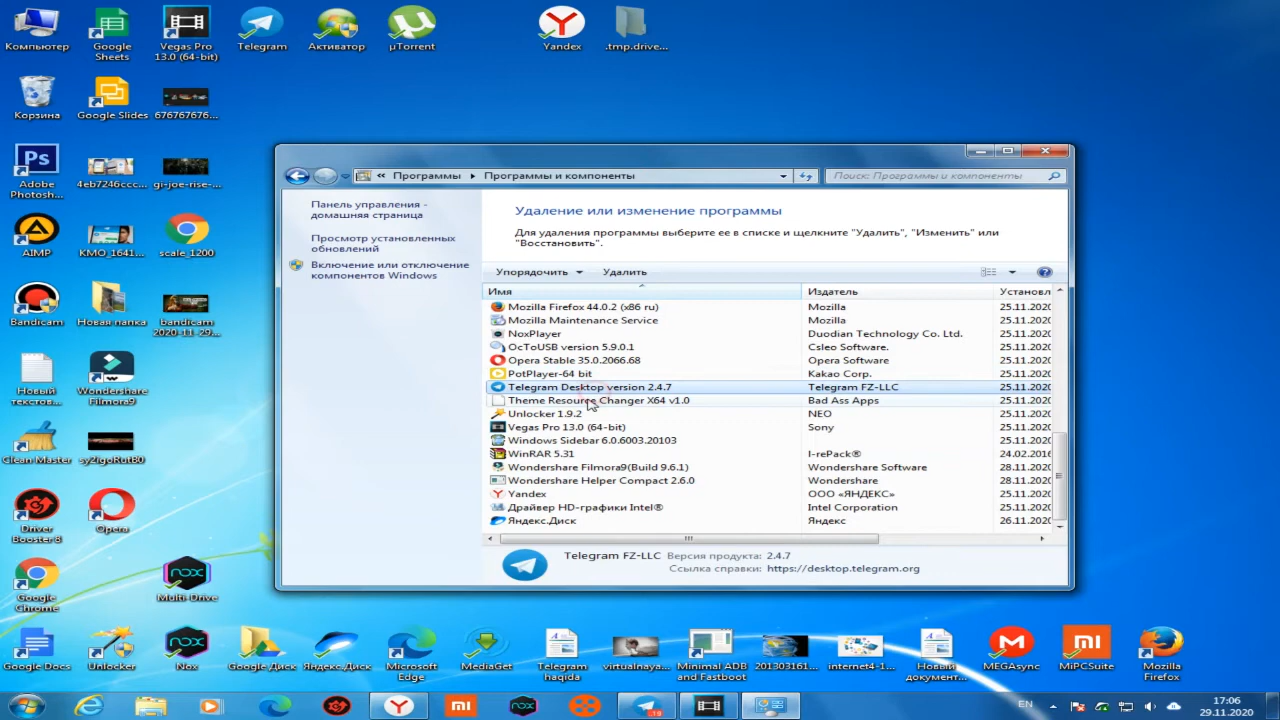 Компьютер
Google
Sheets
Vegas Pro
13.0 (64-bit)
Telegram
Активатор
µTorrent
Yandex
.tmp.drive...
Корзина
Google Slides
676767676...
Ps
Adobe
Photosh...
4eb7246ccc...
gi-joe-rise-...
AIMP
KMO_1641...
scale_1200
Bandicam
Новая папка
bandicam
2020-11-29...
Новый
текстов...
Wondershare
Filmora9
Clean Master
sy2lgoRutB0
Driver
Booster8
Opera
Google
Chrome
nox
Multi-Drive
Программы
Программы и компоненты
Поиск: Программы и компоненты
Панель управления -
домашняя страница
Просмотр установленных
обновлений
Включение или отключение
компонентов Windows
Удаление или изменение программы
Для удаления программы выберите ее в списке и щелкните "Удалить", "Изменить" или
"Восстановить".
Упорядочить
Удалить
Имя
Издатель
Установл
Mozilla Firefox 44.0.2 (x86 ru) Mozilla 25.11.2020
Mozilla Maintenance Service Mozilla 25.11.2020
NoxPlayer Duodian Technology Co. Ltd. 25.11.2020
OcToUSB version 5.9.0.1 Csleo Software. 25.11.2020
Opera Stable 35.0.2066.68 Opera Software 25.11.2020
PotPlayer-64 bit Kakao Corp. 25.11.2020
Telegram Desktop version 2.4.7 Telegram FZ-LLC 25.11.2020
Theme Resource Changer X64 v1.0 Bad Ass Apps 25.11.2020
Unlocker 1.9.2 NEO 25.11.2020
Vegas Pro 13.0 (64-bit) Sony 25.11.2020
Windows Sidebar 6.0.6003.20103 25.11.2020
WinRAR 5.31 I-rePack® 24.02.2016
Wondershare Filmora9(Build 9.6.1) Wondershare Software 28.11.2020
Wondershare Helper Compact 2.6.0 Wondershare 28.11.2020
Yandex ООО «ЯНДЕКС» 25.11.2020
Драйвер HD-графики Intel® Intel Corporation 25.11.2020
Яндекс.Диск Яндекс 26.11.2020
Telegram FZ-LLC Версия продукта: 2.4.7
Ссылка справки: https://desktop.telegram.org
Google Docs
Unlocker
nox
Nox
Google Диск
Яндекс.Диск
Microsoft
Edge
MediaGet
Telegram
haqida
virtualnaya...
Minimal ADB
and Fastboot
201303161...
internet4-1...
Новый
документ...
MEGAsync
MiPCSuite
Mozilla
Firefox
EN
17:06
29.11.2020